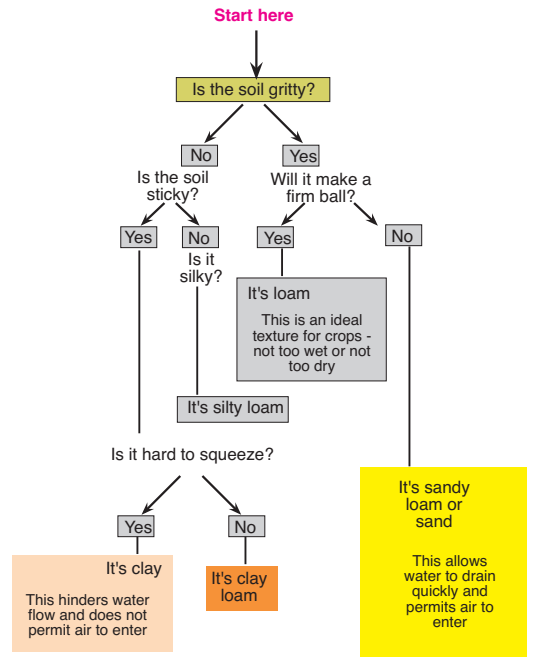 Start here
Is the soil gritty?
No
Yes
Is the soil
sticky?
Will it make a
firm ball?
Yes
No
Yes
No
Is it
silky?
It's loam
This is an ideal
texture for crops -
not too wet or not
too dry
It's silty loam
Is it hard to squeeze?
It's sandy
loam or
sand
This allows
water to drain
quickly and
permits air to
enter
Yes
No
It's clay
This hinders water
flow and does not
permit air to enter
It's clay
loam